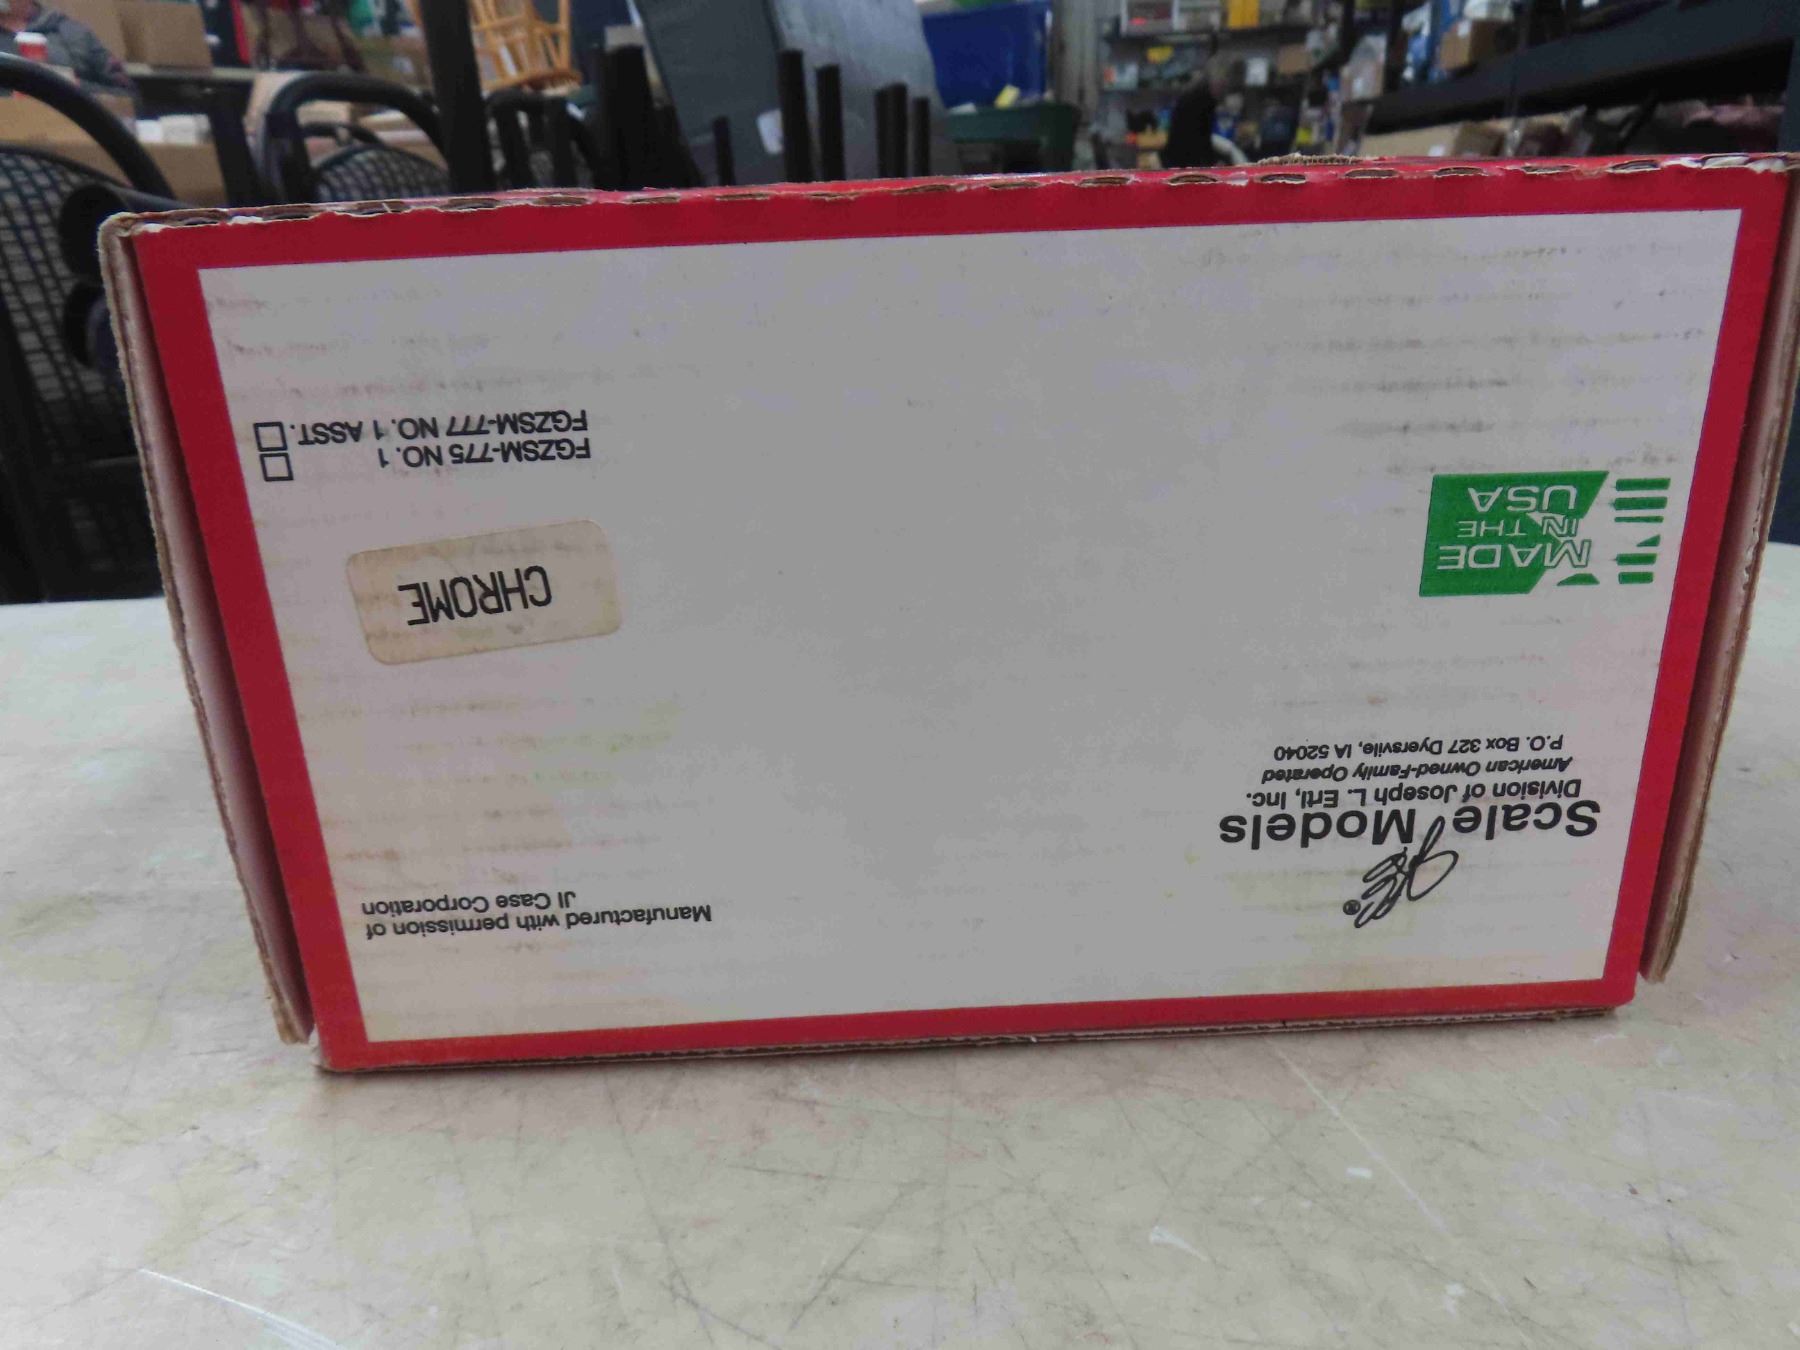 Manufactured with permission of
JI Case Corporation
Scale Models
Division of Joseph L. Ertl, Inc.
American Owned-Family Operated
P.O. Box 327 Dyersvile, IA 52040
CHROME
MADE
IN THE
USA
FGZSM-775 NO. 1
FGZSM-777 NO. 1 ASST.